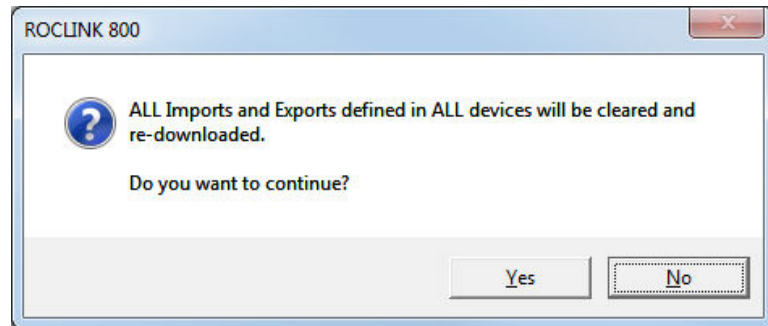 ROCLINK 800
ALL Imports and Exports defined in ALL devices will be cleared and
re-downloaded.
Do you want to continue?
Yes
No